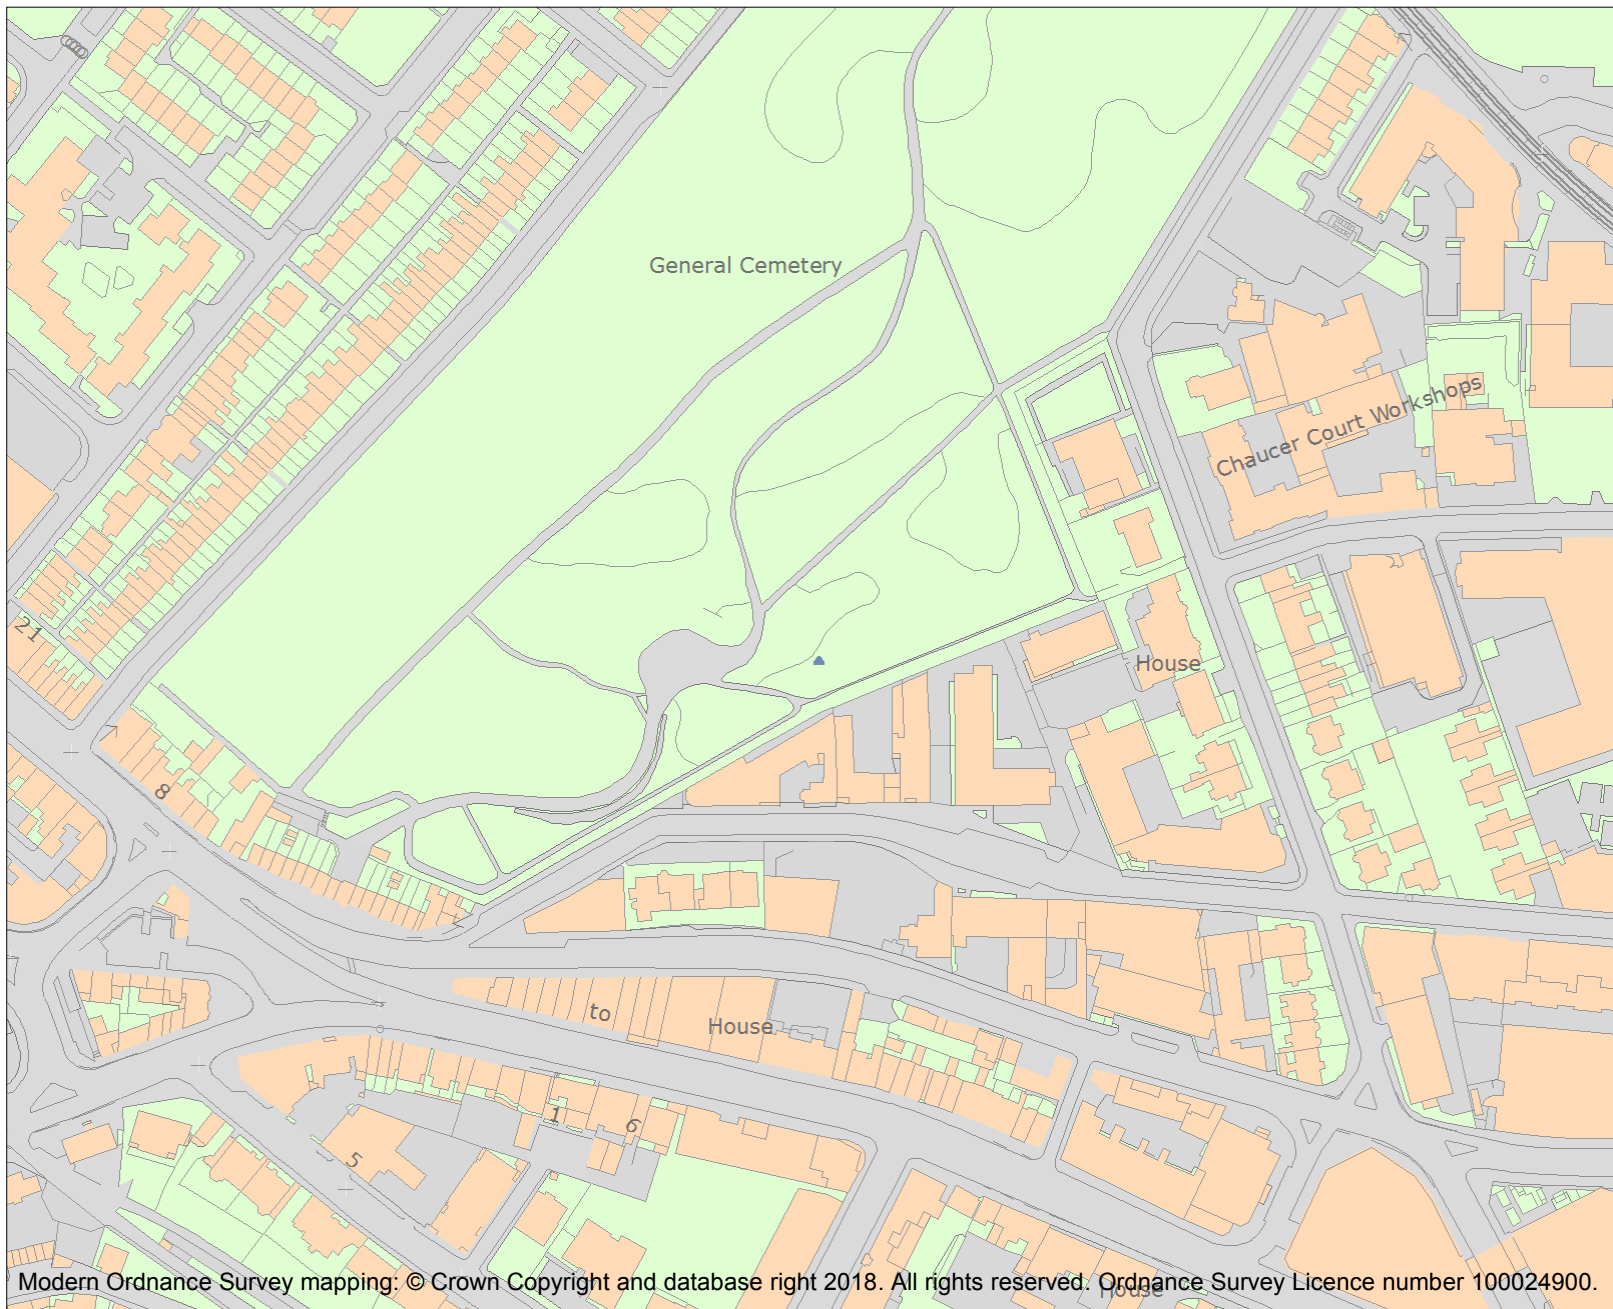 General Cemetery
Chaucer Court Workshops
21
House
8
to
House
1
6
5
House
Modern Ordnance Survey mapping: © Crown Copyright and database right 2018. All rights reserved. Ordnance Survey Licence number 100024900.